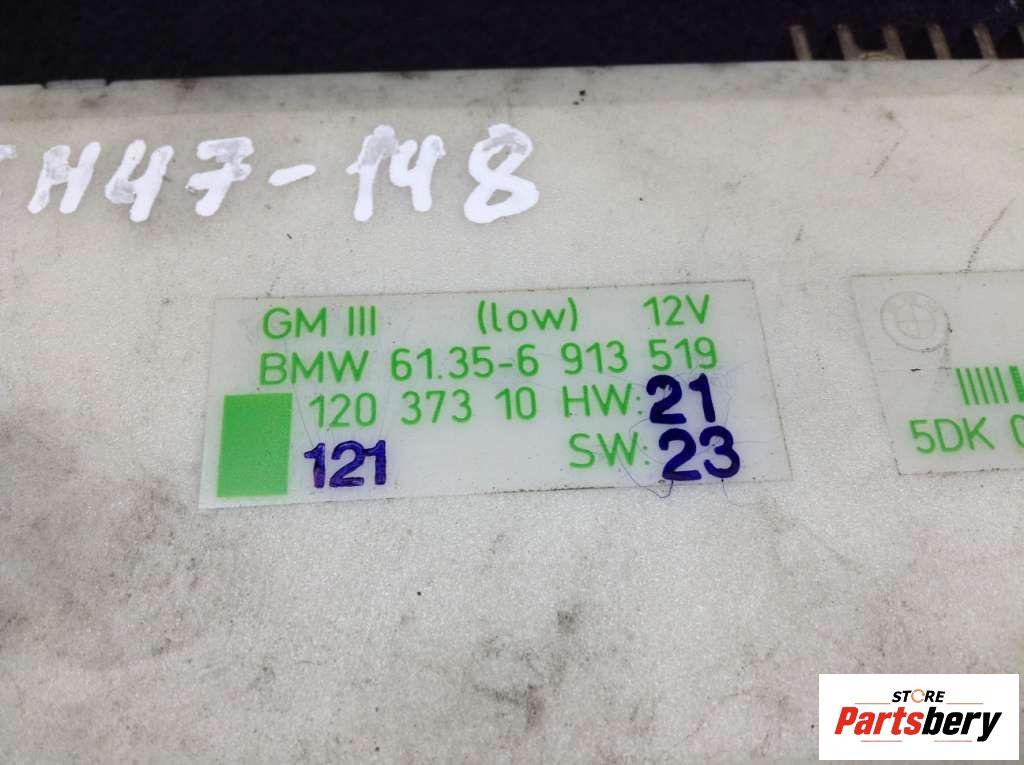 H47-148
GM III (low) 12V
BMW 61.35-6 913 519
120 373 10 HW: 21
121 SW: 23
5DK
STORE
Partsbery